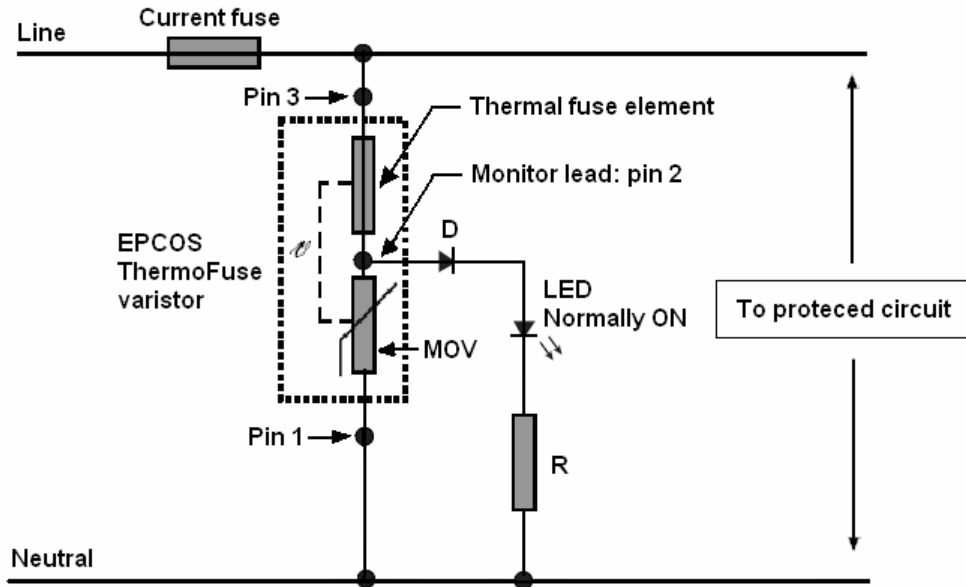 Current fuse
Line
Pin 3
Thermal fuse element
Monitor lead: pin 2
D
EPCOS
ThermoFuse
varistor
LED
Normally ON
To proteced circuit
MOV
Pin 1
R
Neutral